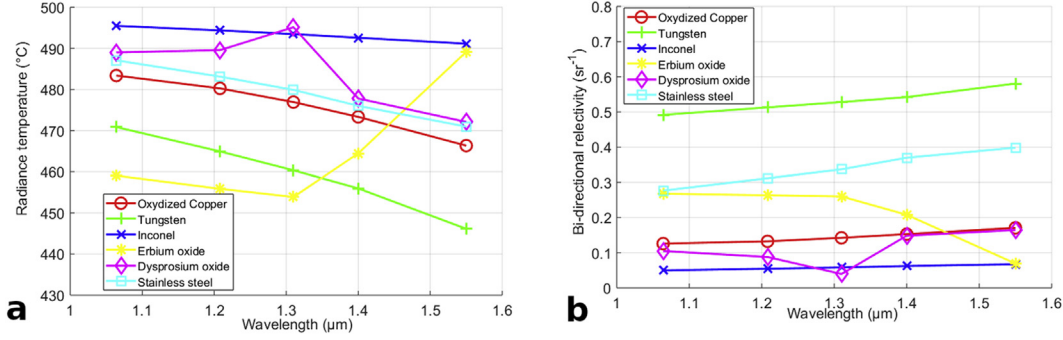 500
490
480
470
460
450
440
430
Radiance temperature (°C)
Oxydized Copper
Tungsten
Inconel
Erbium oxide
Dysprosium oxide
Stainless steel
1
1.1
1.2
1.3
1.4
1.5
1.6
Wavelength (µm)
a
0.8
0.7
0.6
0.5
0.4
0.3
0.2
0.1
0
Bi-directional relectivity (sr⁻¹)
Oxydized Copper
Tungsten
Inconel
Erbium oxide
Dysprosium oxide
Stainless steel
1
1.1
1.2
1.3
1.4
1.5
1.6
Wavelength (µm)
b